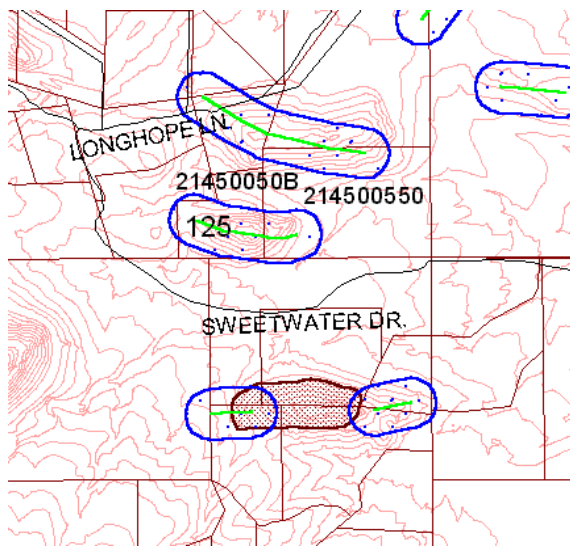 LONGHOPE LN.
21450050B
214500550
125
SWEETWATER DR.